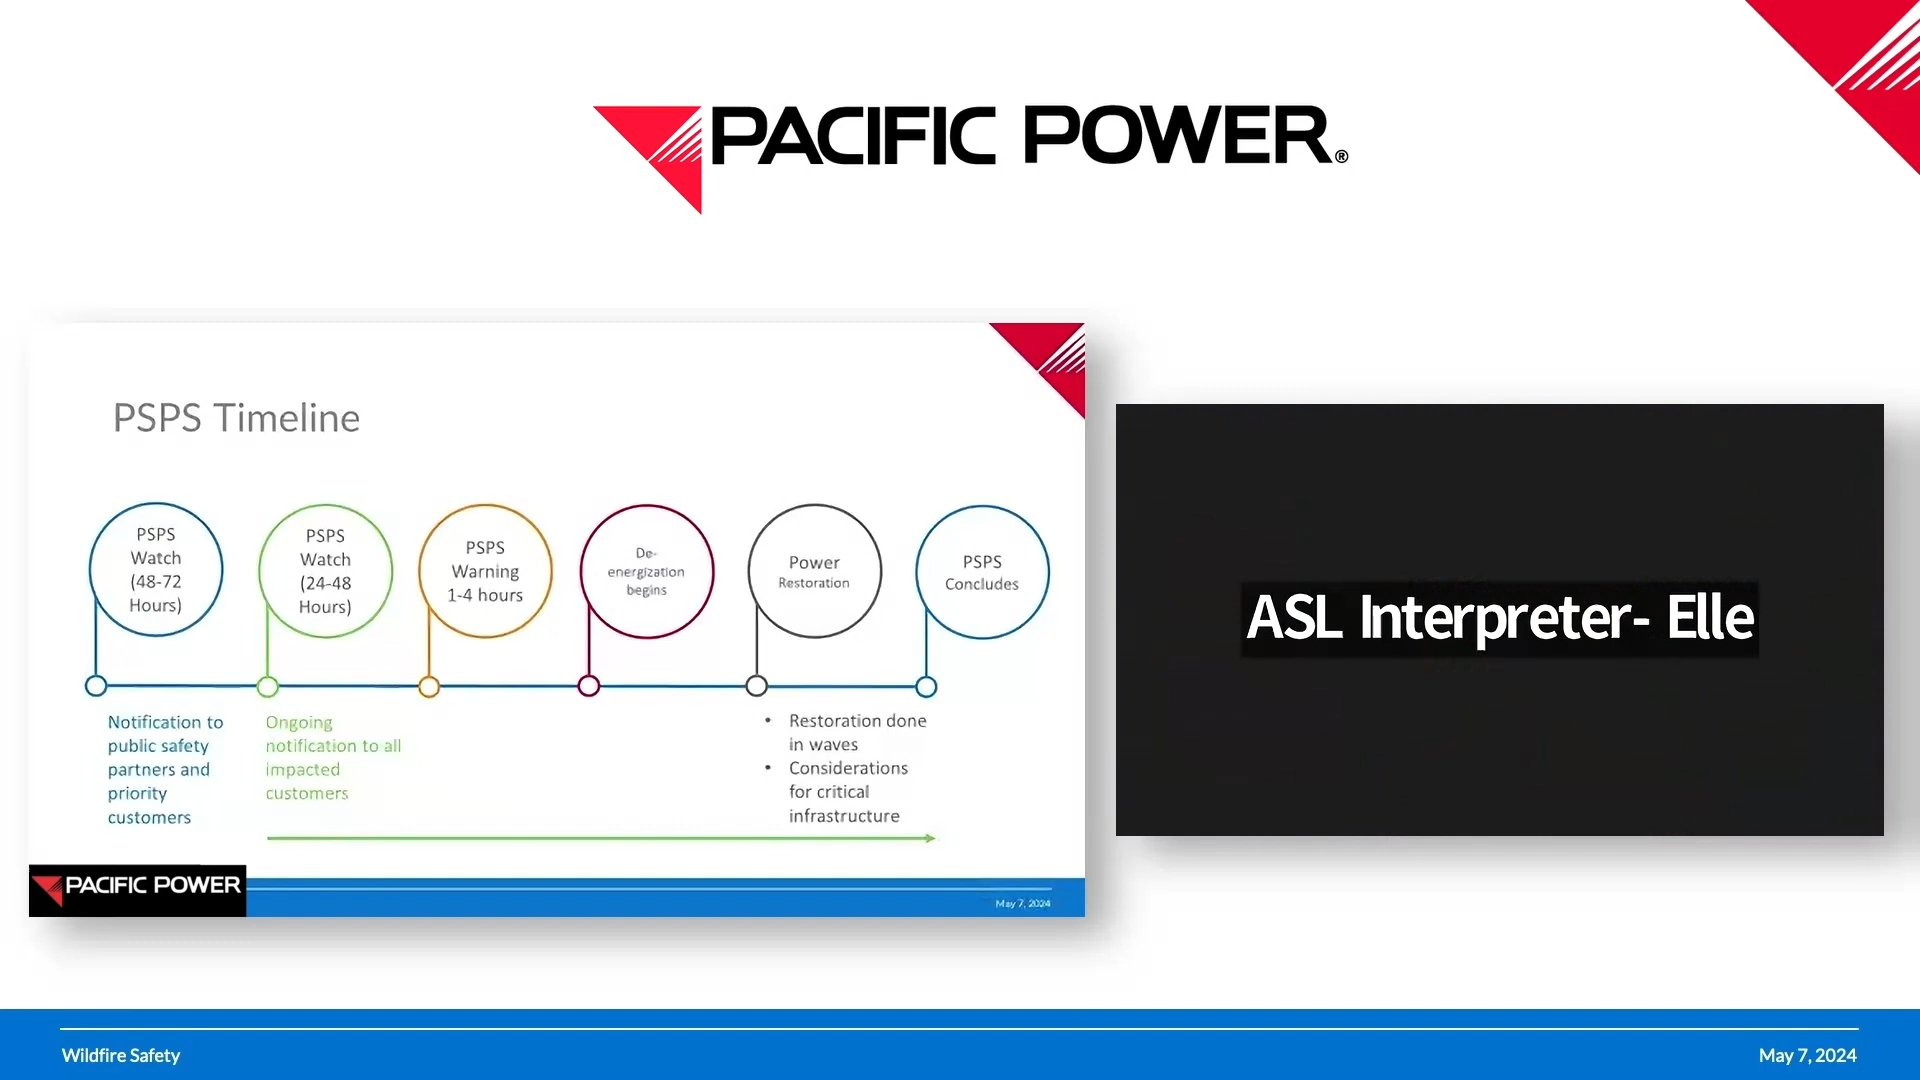 PACIFIC POWER®
PSPS Timeline
PSPS
Watch
(48-72
Hours)
PSPS
Watch
(24-48
Hours)
PSPS
Warning
1-4 hours
De-
energization
begins
Power
Restoration
PSPS
Concludes
Notification to
public safety
partners and
priority
customers
Ongoing
notification to all
impacted
customers
• Restoration done
in waves
• Considerations
for critical
infrastructure
PACIFIC POWER
May 7, 2024
ASL Interpreter- Elle
Wildfire Safety
May 7, 2024